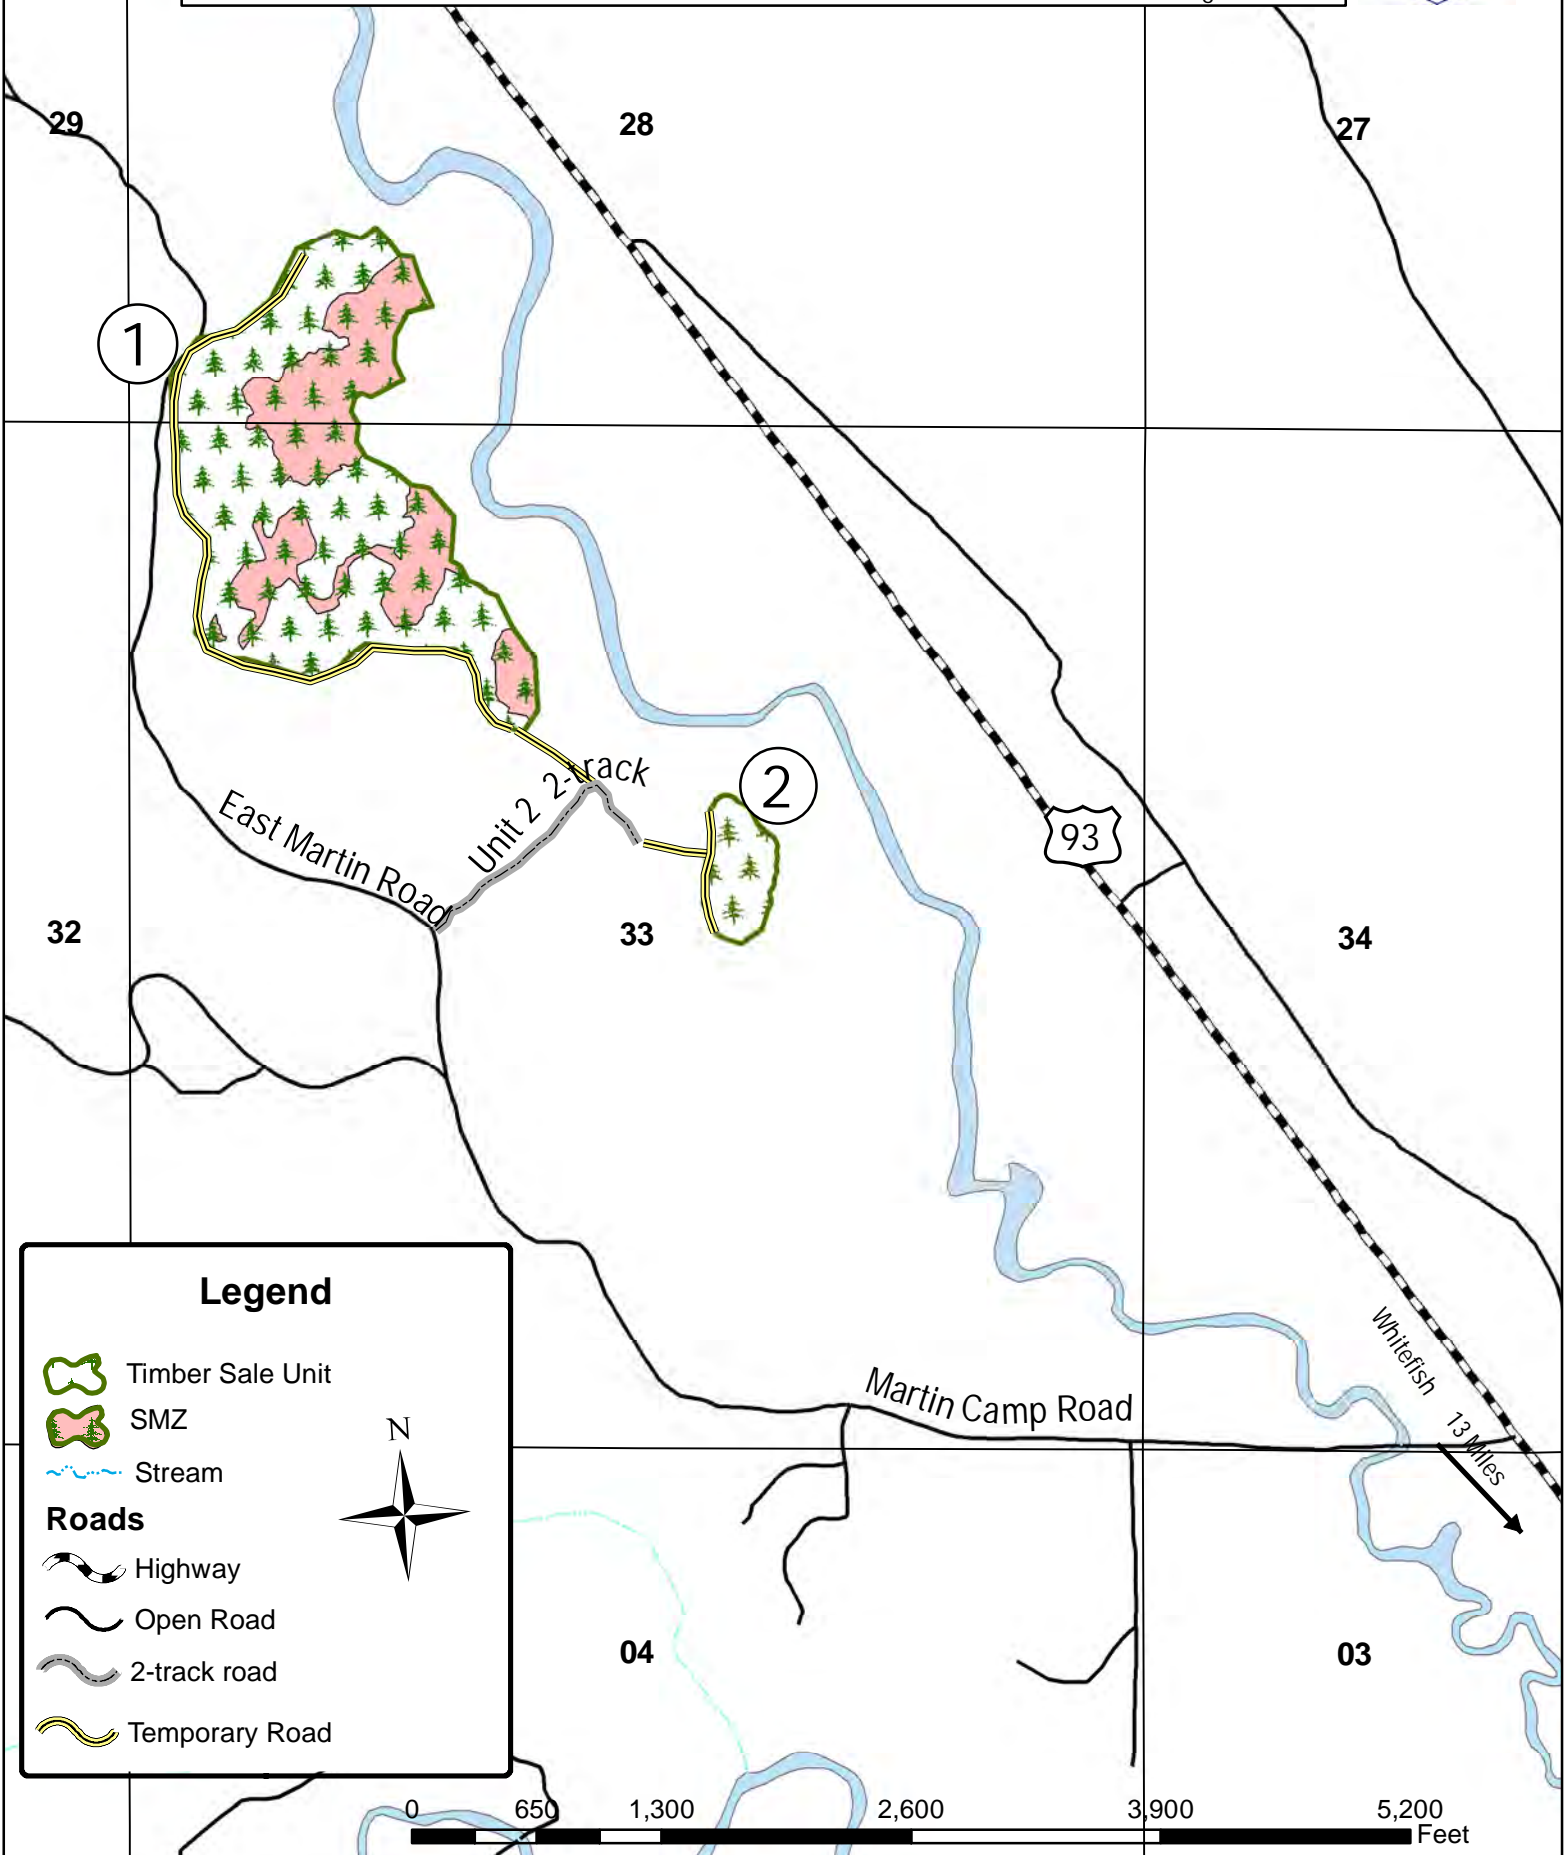 29
28
27
1
Unit 2 2-track
2
East Martin Road
93
32
33
34
Legend
Timber Sale Unit
SMZ
Stream
Roads
Highway
Open Road
2-track road
Temporary Road
N
Martin Camp Road
Whitefish
13 Miles
04
03
0 650 1,300 2,600 3,900 5,200
Feet